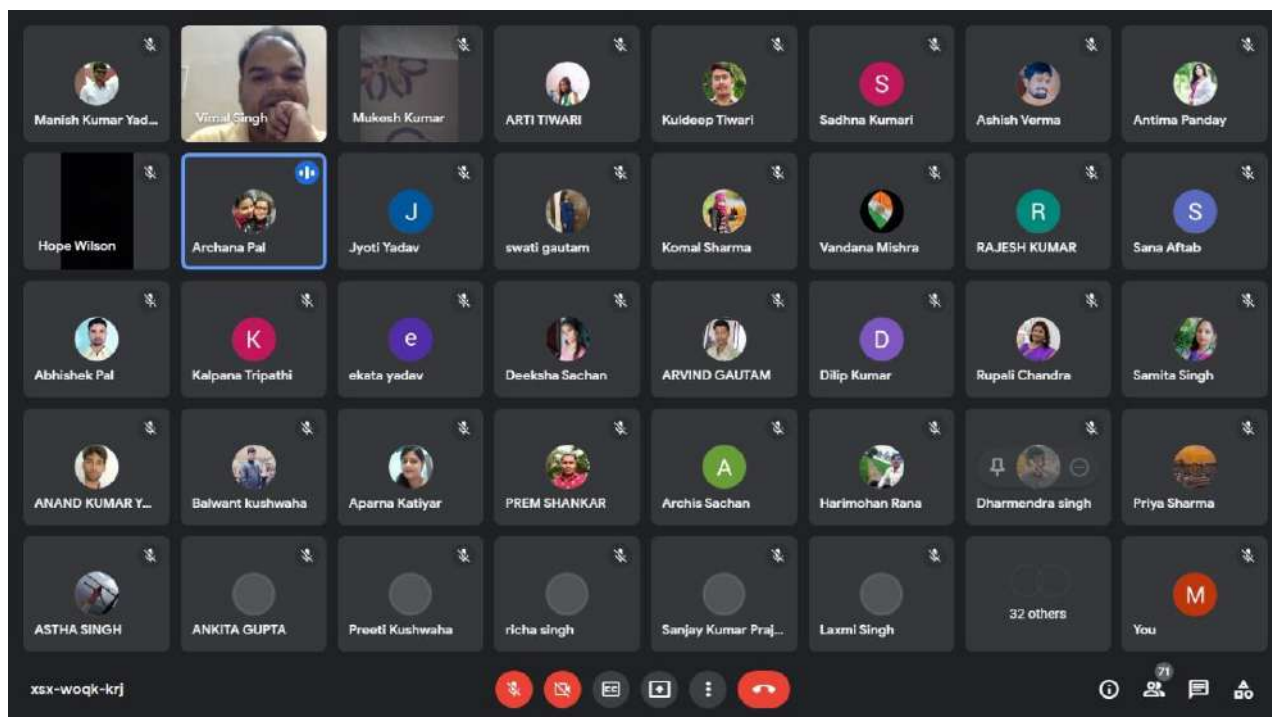 Manish Kumar Yad...
Vimal Singh
Mukesh Kumar
ARTI TIWARI
Kuldeep Tiwari
S
Sadhna Kumari
Ashish Verma
Antima Panday
Hope Wilson
Archana Pal
J
Jyoti Yadav
swati gautam
Komal Sharma
Vandana Mishra
R
RAJESH KUMAR
S
Sana Aftab
Abhishek Pal
K
Kalpana Tripathi
e
ekata yadav
Deeksha Sachan
ARVIND GAUTAM
D
Dilip Kumar
Rupali Chandra
Samita Singh
ANAND KUMAR Y...
Balwant kushwaha
Aparna Katiyar
PREM SHANKAR
A
Archis Sachan
Harimohan Rana
Dharmendra singh
Priya Sharma
ASTHA SINGH
ANKITA GUPTA
Preeti Kushwaha
richa singh
Sanjay Kumar Praj...
Laxmi Singh
32 others
M
You
xsx-woqk-krj
CC
71